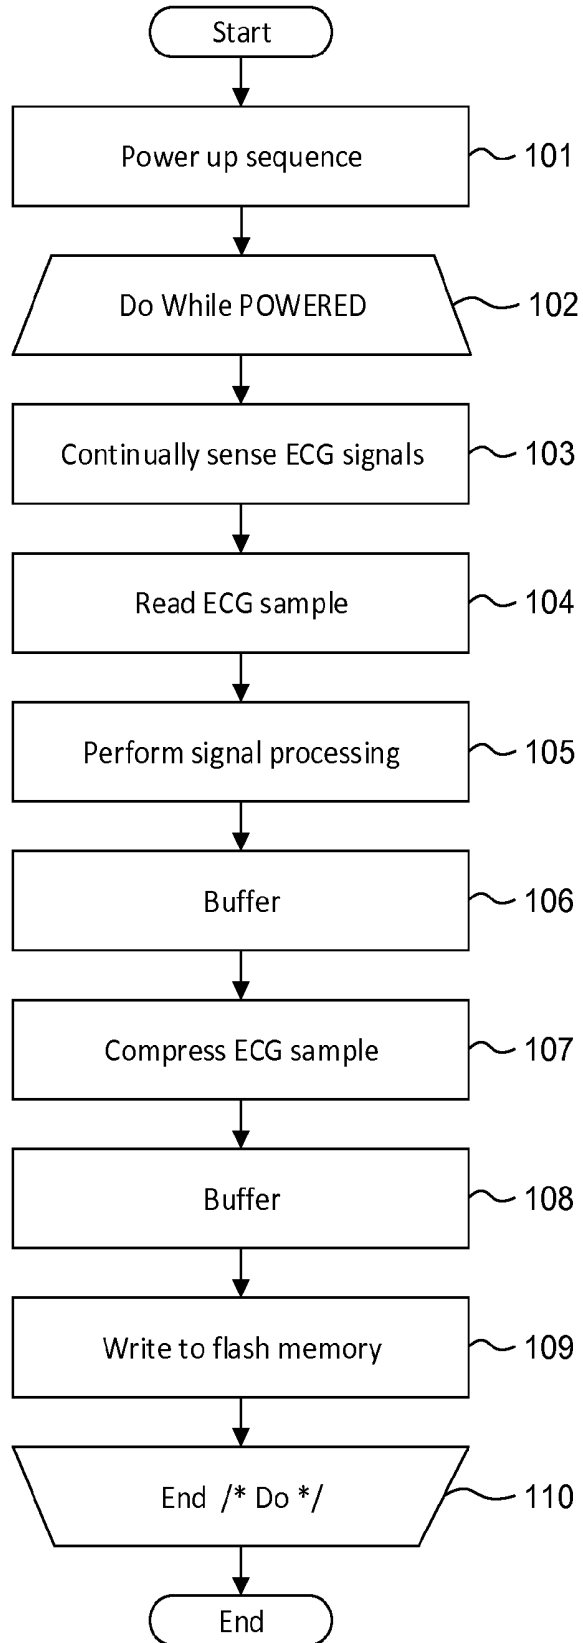 Start
Power up sequence 101
Do While POWERED 102
Continually sense ECG signals 103
Read ECG sample 104
Perform signal processing 105
Buffer 106
Compress ECG sample 107
Buffer 108
Write to flash memory 109
End /* Do */ 110
End